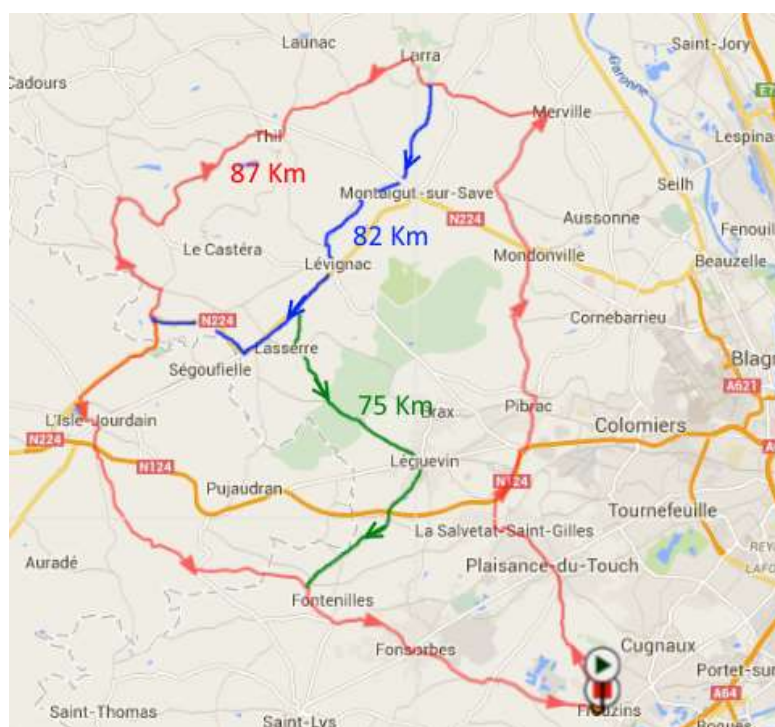 Saint-Jory
Launac
Larra
Cadours
Garonne
E7
Merville
Thil
Lespinas
87 Km
Montaigut-sur-Save
Seilh
N224
Aussonne
82 Km
Fenouil
Le Castéra
Mondonville
Beauzelle
Lévignac
N224
Cornebarrieu
Lasserre
Ségoufielle
Blagn
A621
75 Km
Pibrac
L'Isle-Jourdain
Brax
Colomiers
N224
Léguevin
N124
N124
Pujaudran
Tournefeuille
La Salvetat-Saint-Gilles
Auradé
Plaisance-du-Touch
Fontenilles
Cugnaux
Fonsorbes
Portet-sur
A64
Saint-Thomas
Saint-Lys
Roques